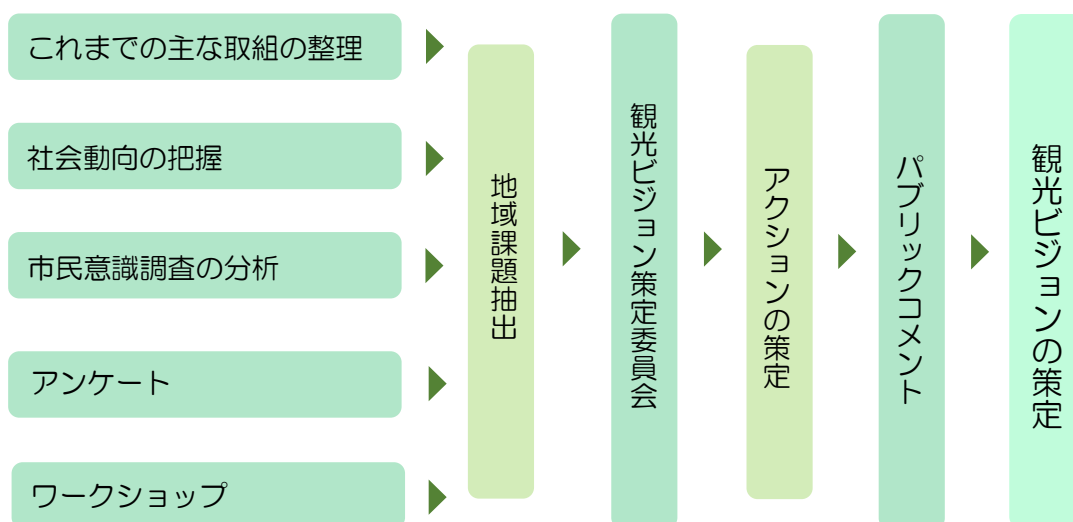 これまでの主な取組の整理
社会動向の把握
市民意識調査の分析
アンケート
ワークショップ
地域課題抽出
観光ビジョン策定委員会
アクションの策定
パブリックコメント
観光ビジョンの策定